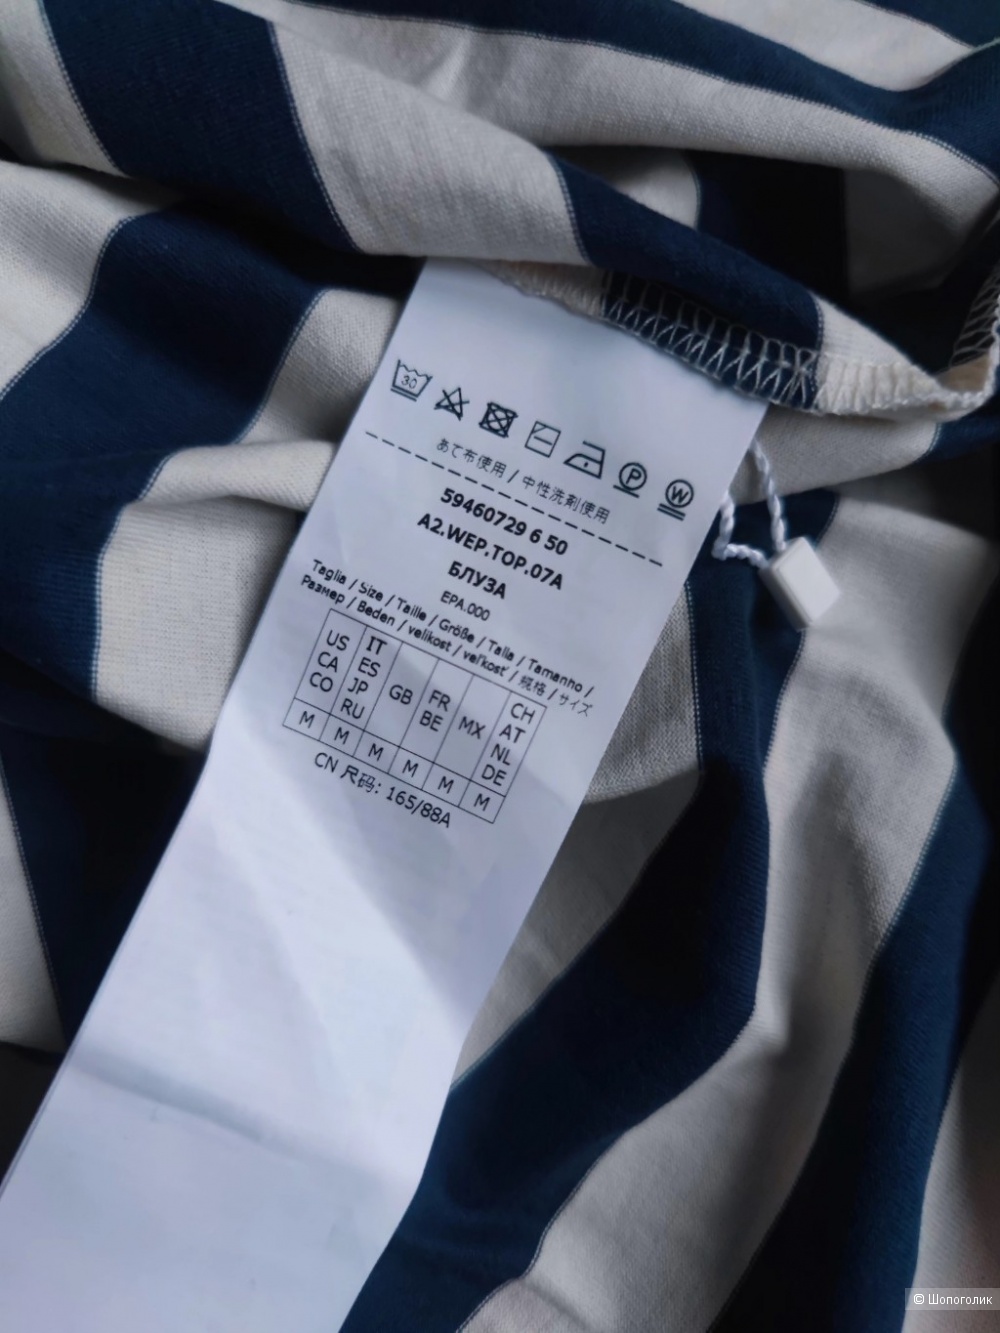 30
P
W
あて布使用 / 中性洗剤使用
59460729 6 50
A2.WEP.TOP.07A
БЛУЗА
EPA.000
Taglia / Size / Taille / Größe / Talla / Tamanho /
Размер / Beden / velikost / veľkosť / 規格 / サイズ
US CA CO
IT ES JP RU
GB
FR BE
MX
CH AT NL DE
M M M M M M
CN 尺码: 165/88A
© Шопоголик